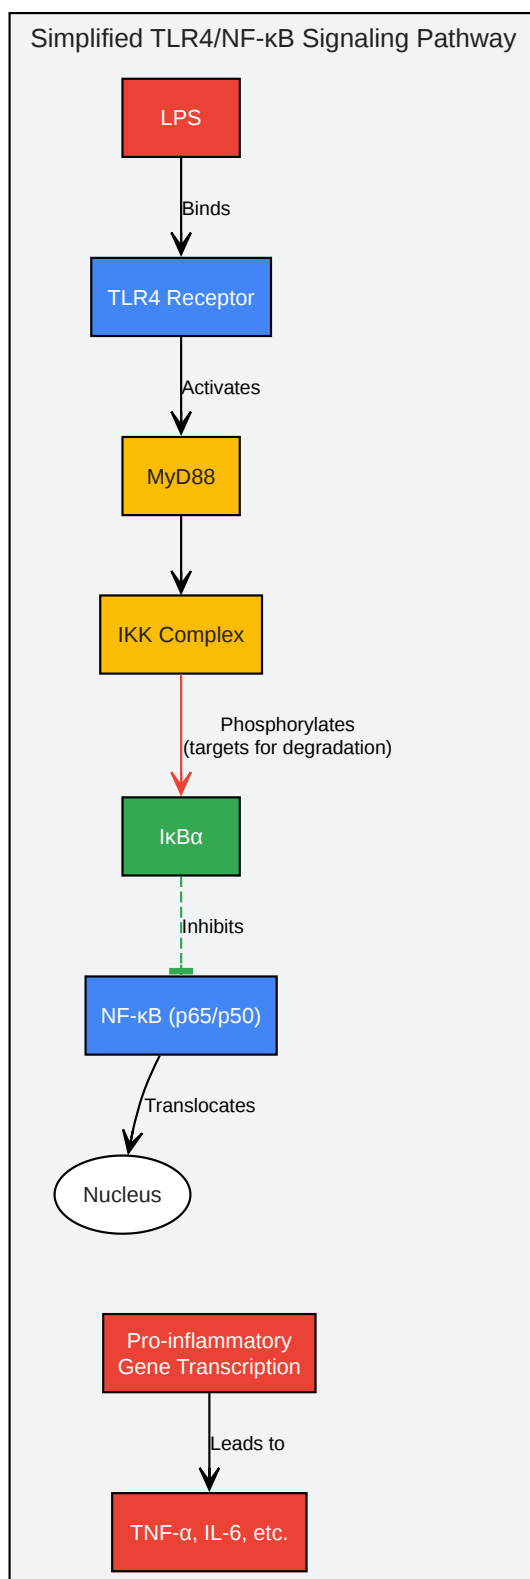 Simplified TLR4/NF-κB Signaling Pathway
LPS
Binds
TLR4 Receptor
Activates
MyD88
IKK Complex
Phosphorylates
(targets for degradation)
IκBα
Inhibits
NF-κB (p65/p50)
Translocates
Nucleus
Pro-inflammatory
Gene Transcription
Leads to
TNF-α, IL-6, etc.